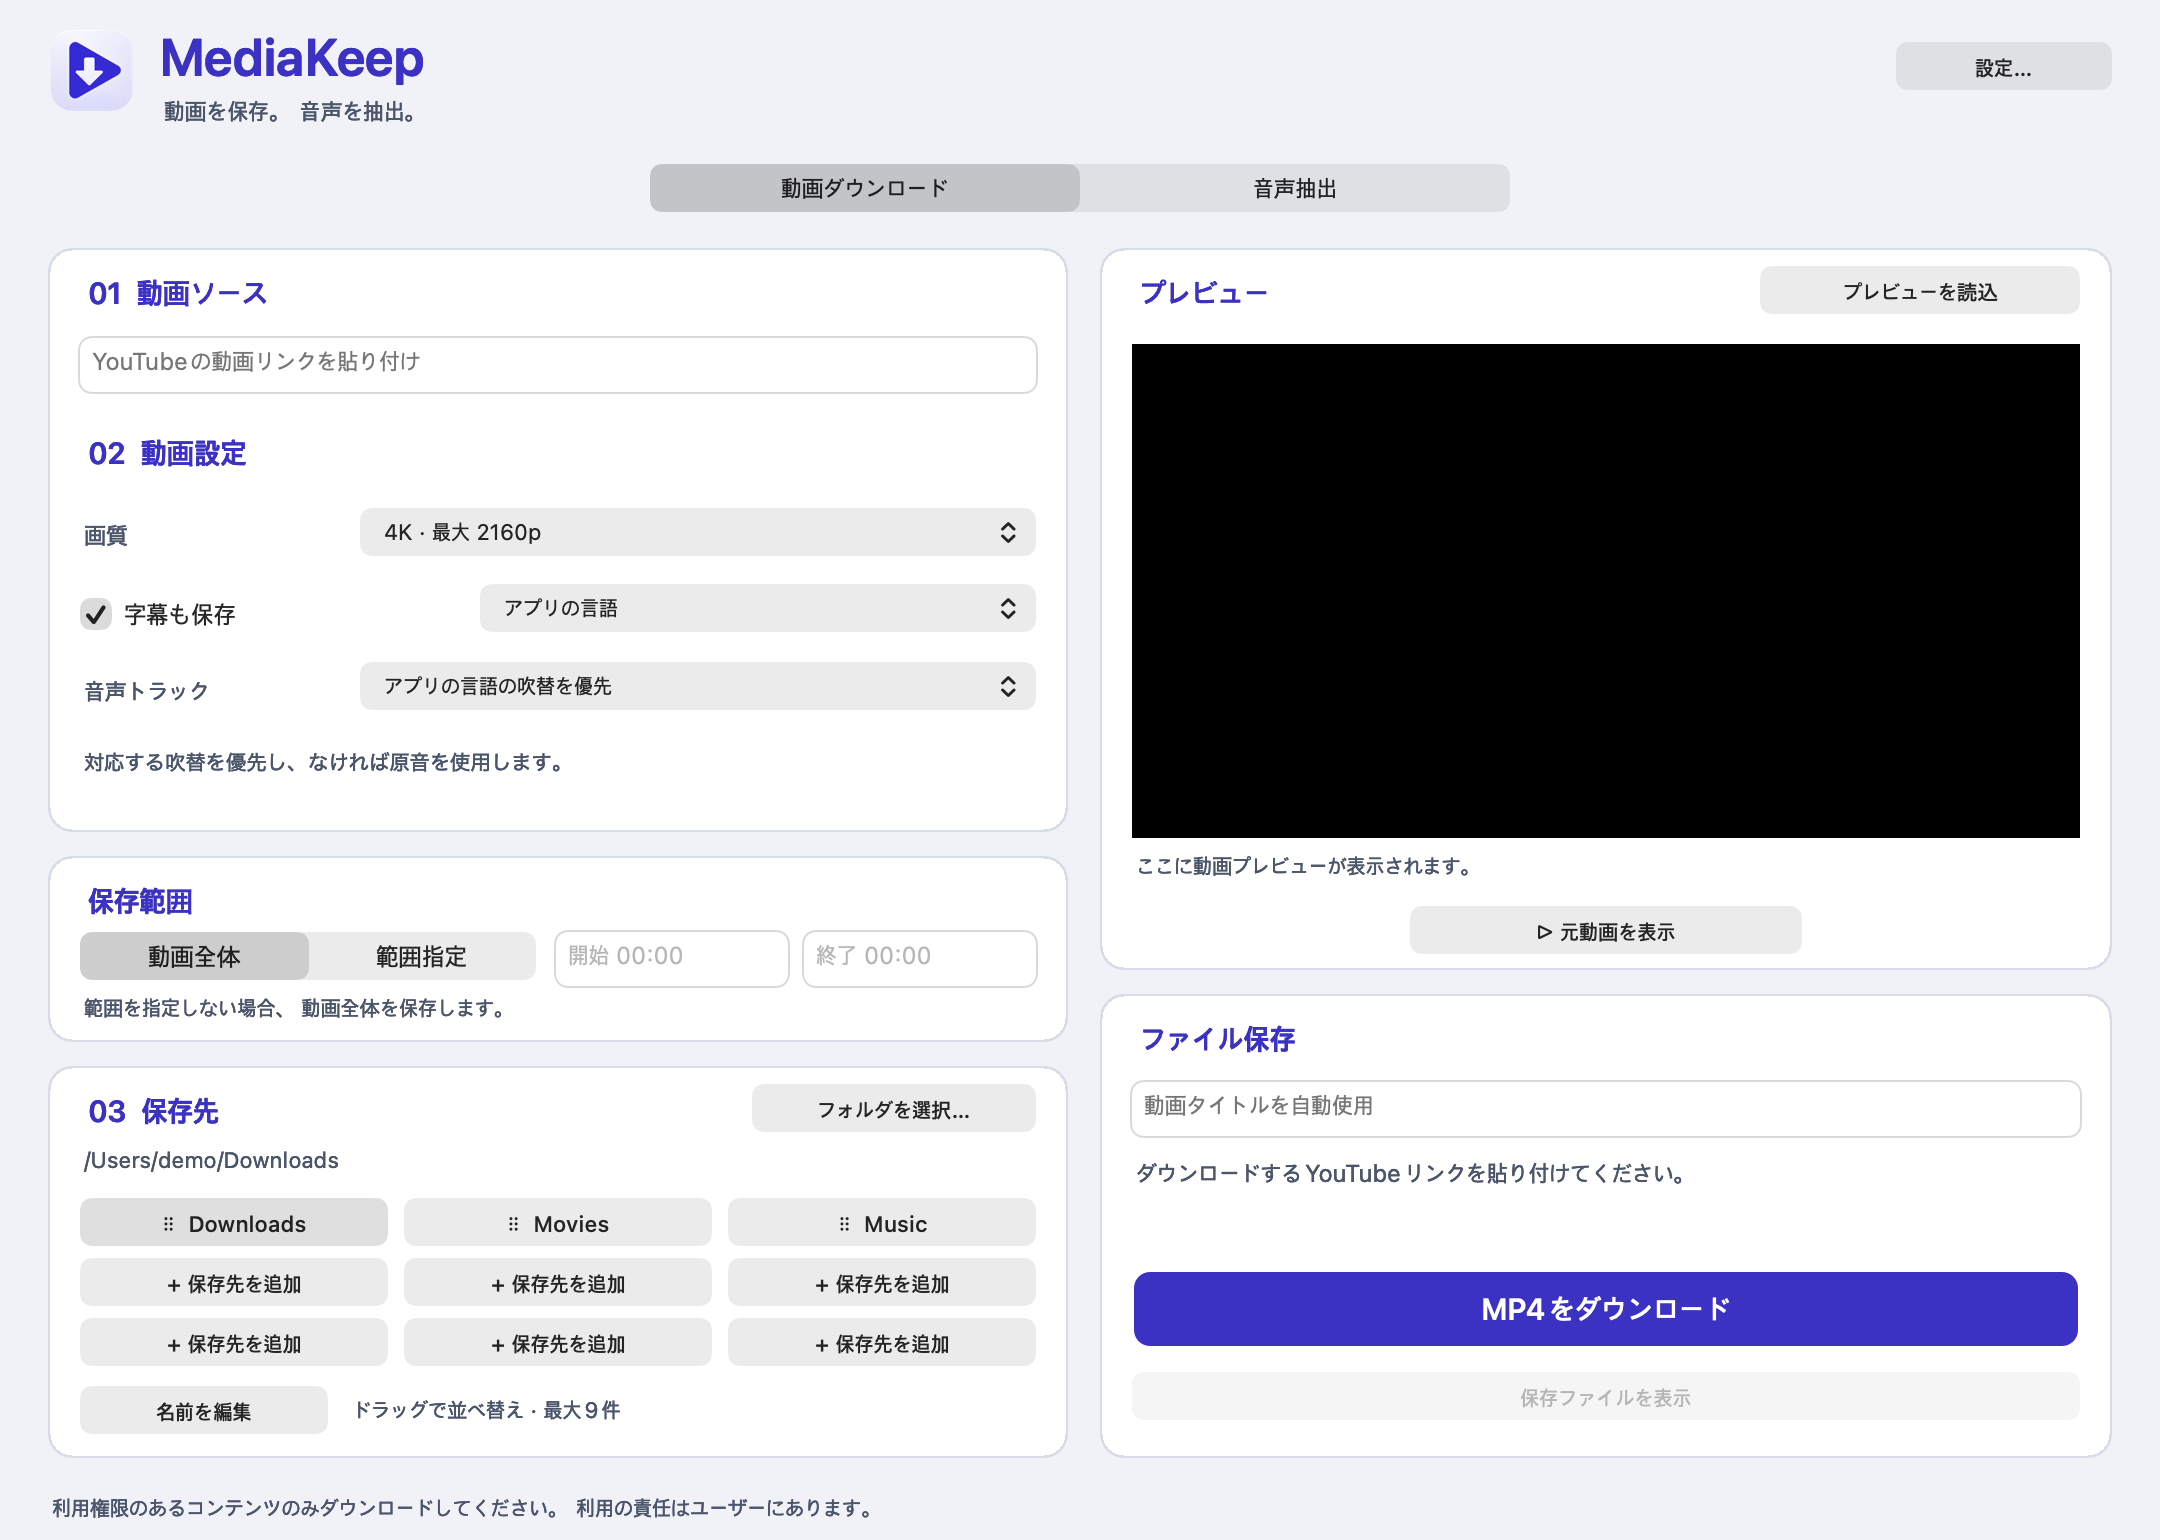 MediaKeep
動画を保存。 音声を抽出。
設定...
動画ダウンロード
音声抽出
01 動画ソース
YouTubeの動画リンクを貼り付け
02 動画設定
画質
4K · 最大 2160p
字幕も保存
アプリの言語
音声トラック
アプリの言語の吹替を優先
対応する吹替を優先し、なければ原音を使用します。
保存範囲
動画全体
範囲指定
開始 00:00
終了 00:00
範囲を指定しない場合、 動画全体を保存します。
03 保存先
フォルダを選択...
/Users/demo/Downloads
⠿ Downloads
⠿ Movies
⠿ Music
+ 保存先を追加
+ 保存先を追加
+ 保存先を追加
+ 保存先を追加
+ 保存先を追加
+ 保存先を追加
名前を編集
ドラッグで並べ替え · 最大9件
プレビュー
プレビューを読込
ここに動画プレビューが表示されます。
▷ 元動画を表示
ファイル保存
動画タイトルを自動使用
ダウンロードするYouTubeリンクを貼り付けてください。
MP4をダウンロード
保存ファイルを表示
利用権限のあるコンテンツのみダウンロードしてください。 利用の責任はユーザーにあります。